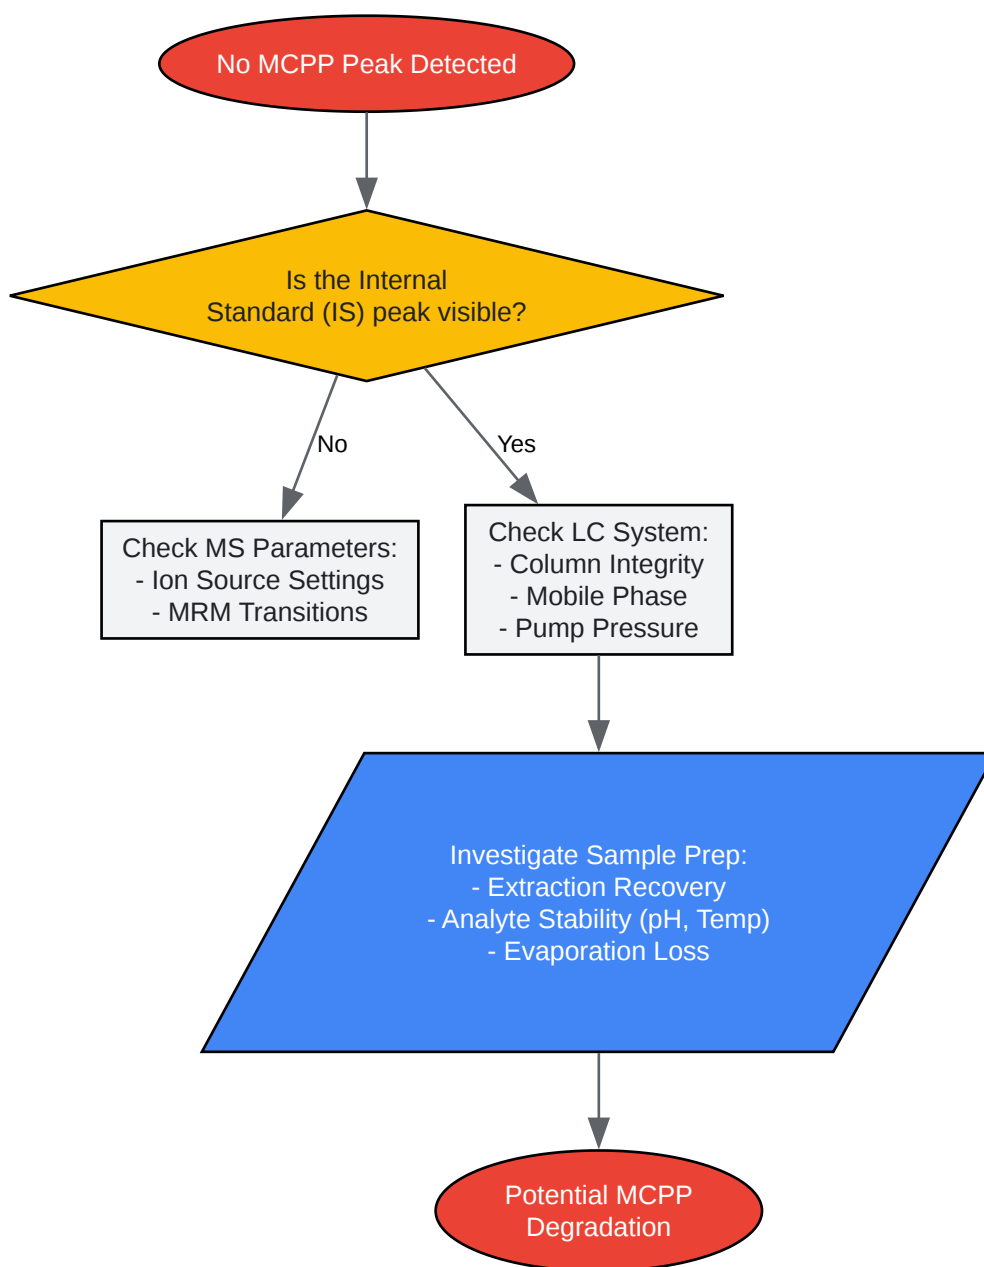 No MCPP Peak Detected
Is the Internal
Standard (IS) peak visible?
No
Yes
Check MS Parameters:
- Ion Source Settings
- MRM Transitions
Check LC System:
- Column Integrity
- Mobile Phase
- Pump Pressure
Investigate Sample Prep:
- Extraction Recovery
- Analyte Stability (pH, Temp)
- Evaporation Loss
Potential MCPP
Degradation